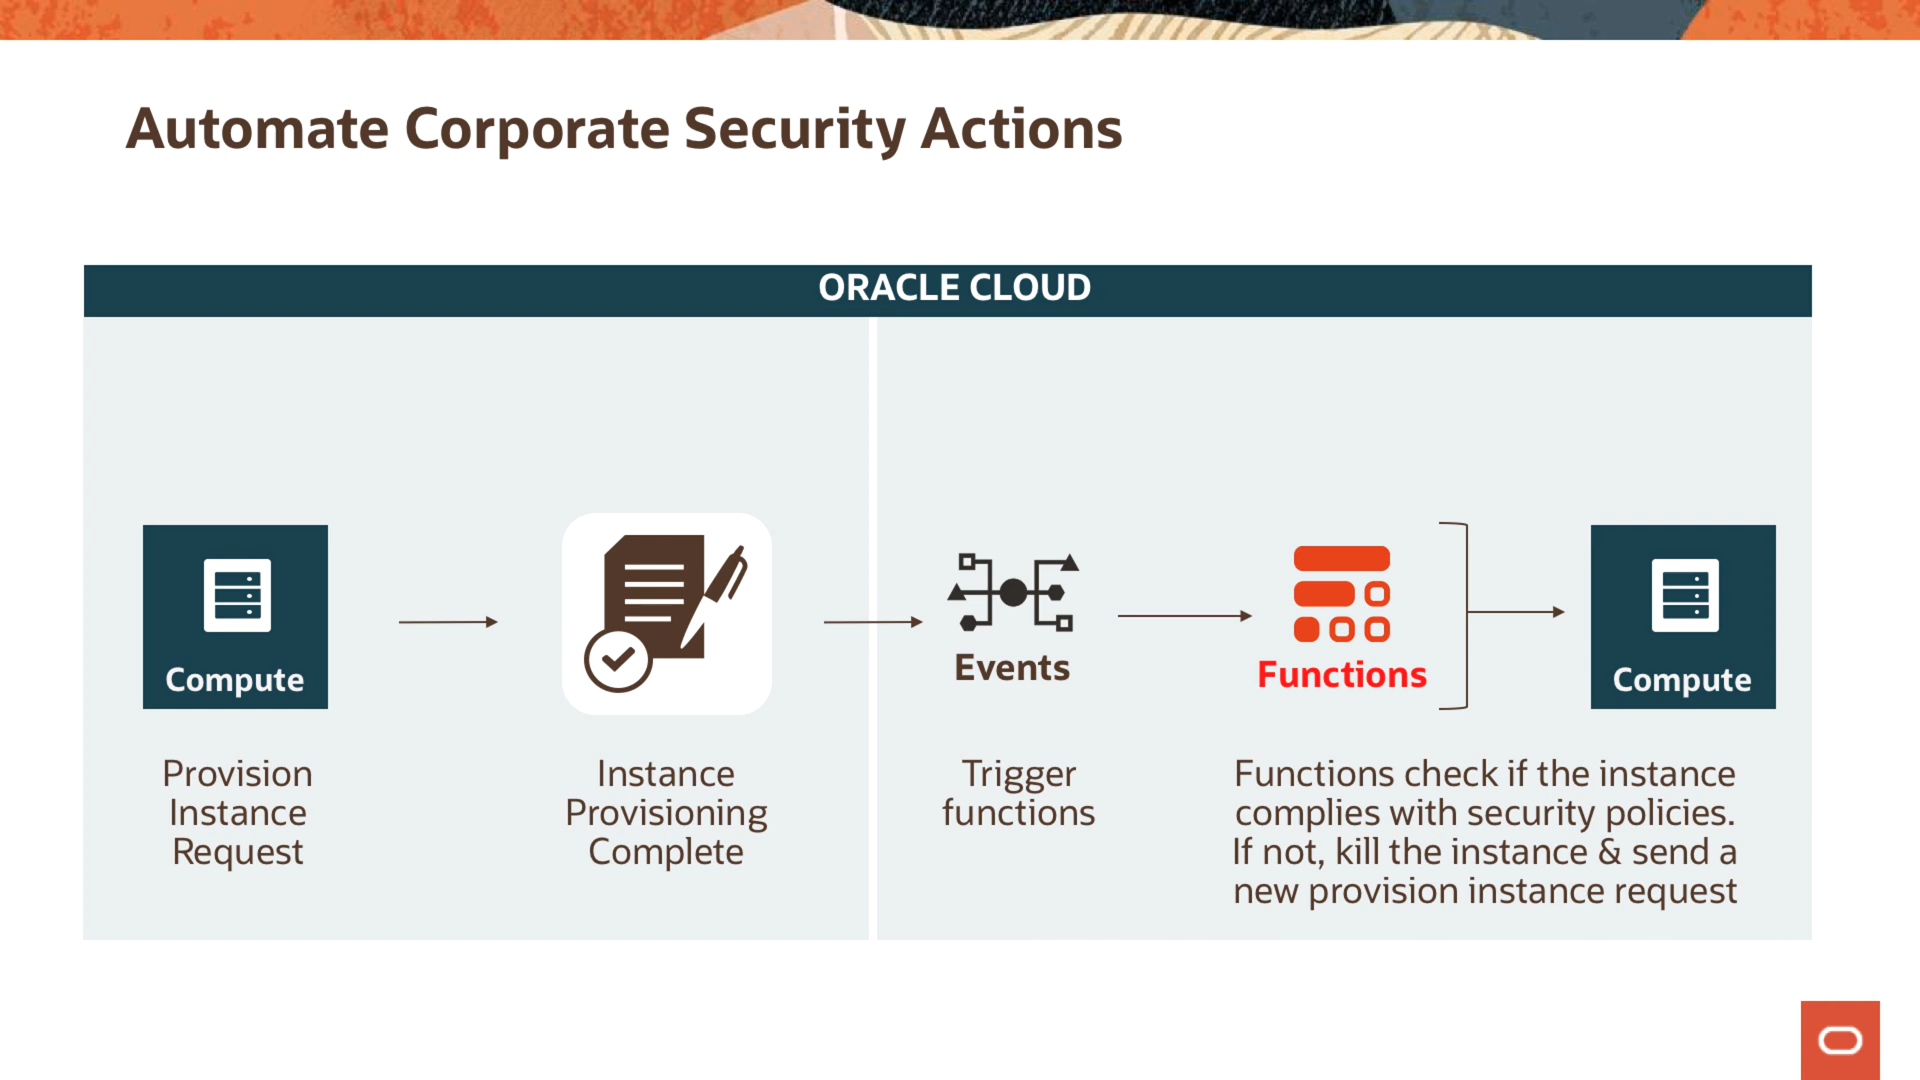 Automate Corporate Security Actions
ORACLE CLOUD
Compute
Events
Functions
Compute
Provision
Instance
Request
Instance
Provisioning
Complete
Trigger
functions
Functions check if the instance
complies with security policies.
If not, kill the instance & send a
new provision instance request